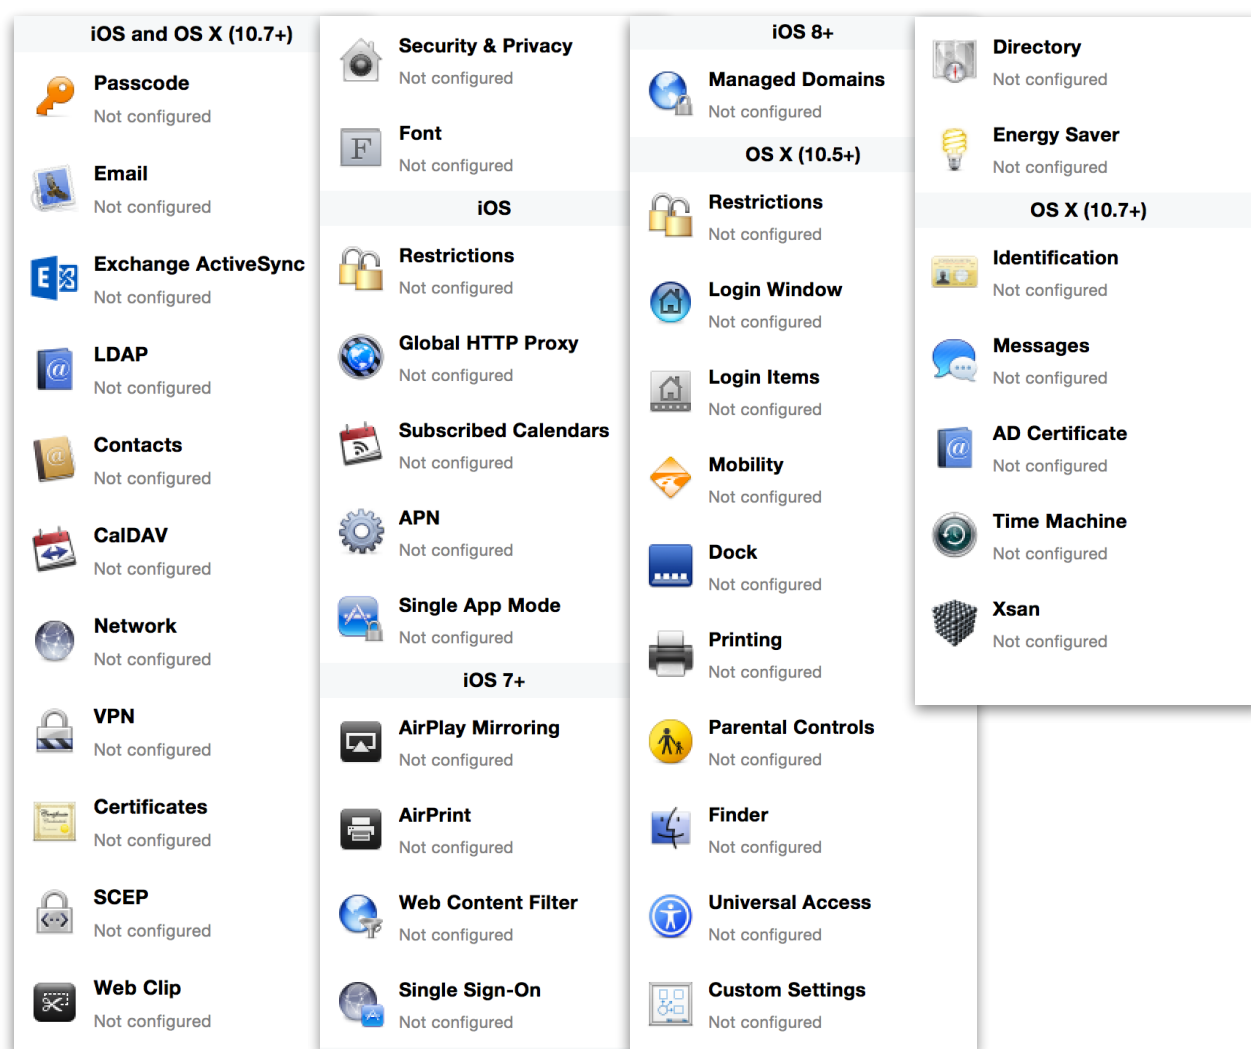 iOS and OS X (10.7+)
Passcode
Not configured
Email
Not configured
Exchange ActiveSync
Not configured
LDAP
Not configured
Contacts
Not configured
CalDAV
Not configured
Network
Not configured
VPN
Not configured
Certificates
Not configured
SCEP
Not configured
Web Clip
Not configured
Security & Privacy
Not configured
Font
Not configured
iOS
Restrictions
Not configured
Global HTTP Proxy
Not configured
Subscribed Calendars
Not configured
APN
Not configured
Single App Mode
Not configured
iOS 7+
AirPlay Mirroring
Not configured
AirPrint
Not configured
Web Content Filter
Not configured
Single Sign-On
Not configured
iOS 8+
Managed Domains
Not configured
OS X (10.5+)
Restrictions
Not configured
Login Window
Not configured
Login Items
Not configured
Mobility
Not configured
Dock
Not configured
Printing
Not configured
Parental Controls
Not configured
Finder
Not configured
Universal Access
Not configured
Custom Settings
Not configured
Directory
Not configured
Energy Saver
Not configured
OS X (10.7+)
Identification
Not configured
Messages
Not configured
AD Certificate
Not configured
Time Machine
Not configured
Xsan
Not configured